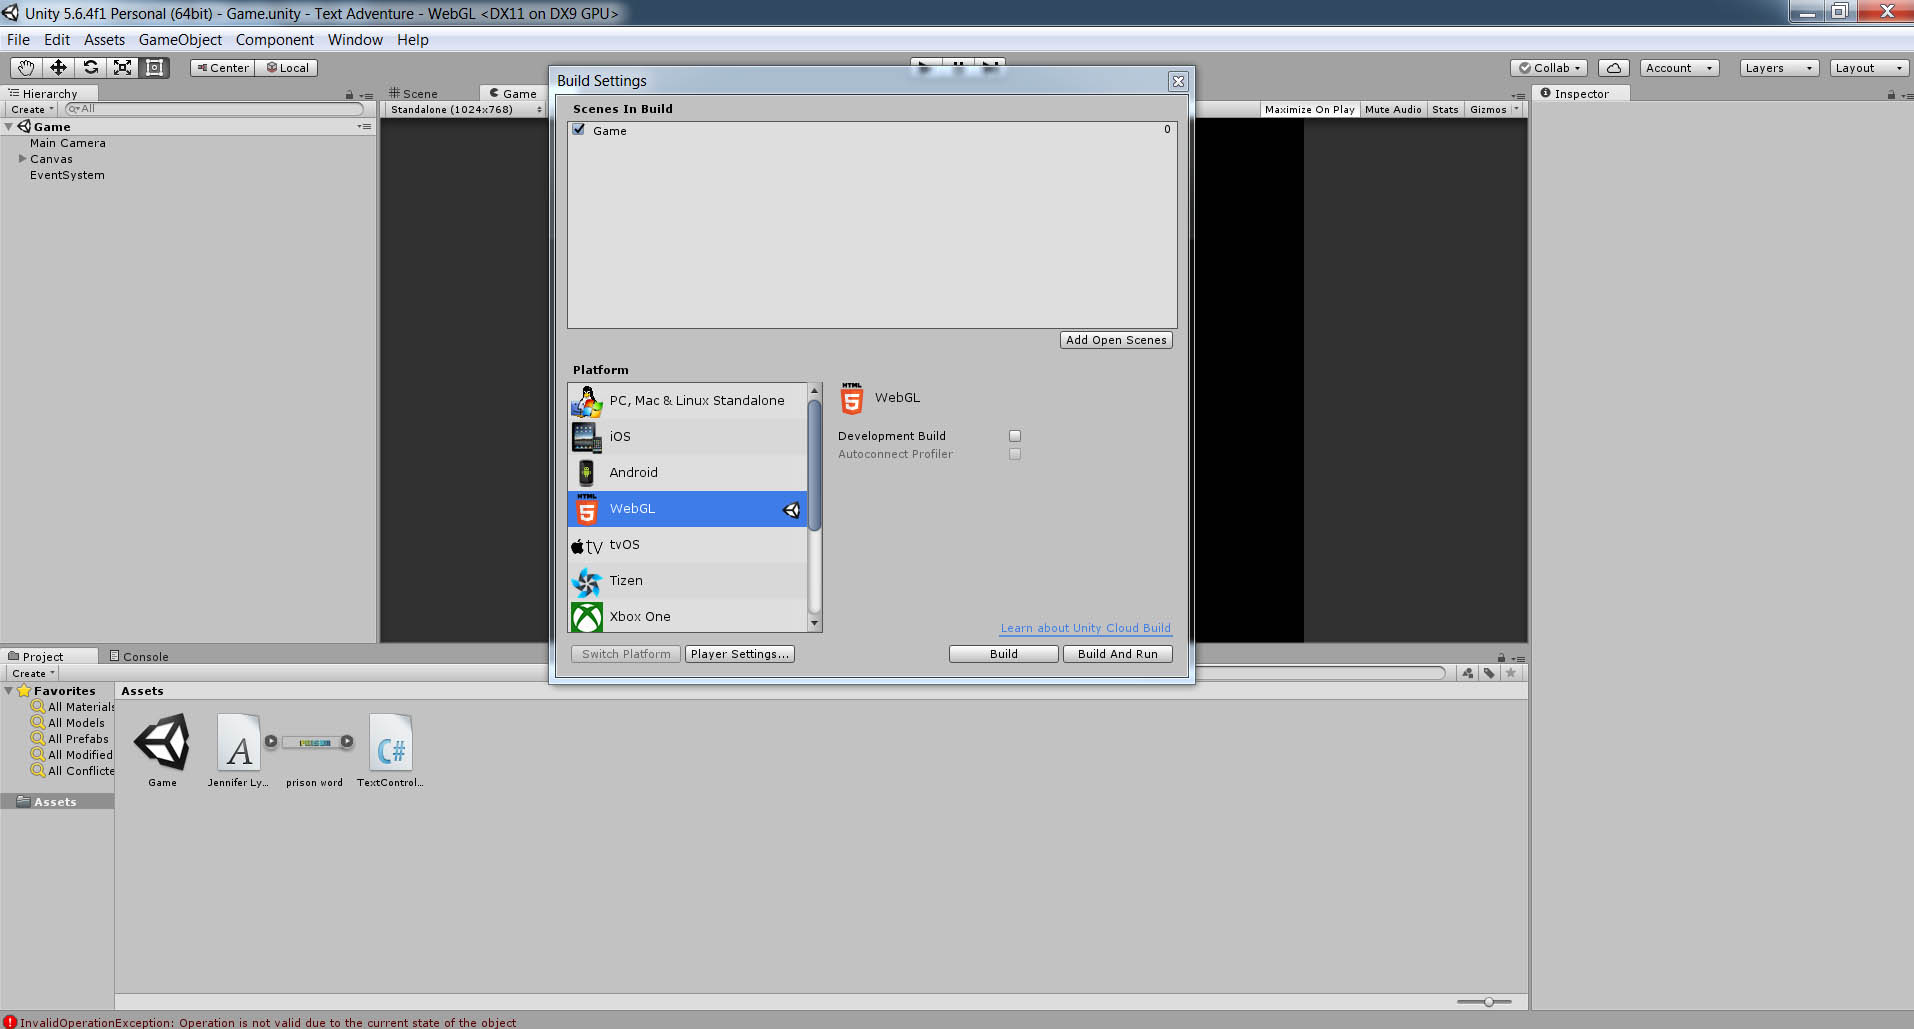 Unity 5.6.4f1 Personal (64bit) - Game.unity - Text Adventure - WebGL <DX11 on DX9 GPU>
File Edit Assets GameObject Component Window Help
Center Local Collab Account Layers Layout
Hierarchy
Create All
Game
Main Camera
Canvas
EventSystem
Scene Game
Standalone (1024x768)
Maximize On Play Mute Audio Stats Gizmos
Inspector
Build Settings
Scenes In Build
Game 0
Add Open Scenes
Platform
PC, Mac & Linux Standalone
iOS
Android
HTML
WebGL
tv tvOS
Tizen
Xbox One
HTML
WebGL
Development Build
Autoconnect Profiler
Learn about Unity Cloud Build
Switch Platform Player Settings... Build Build And Run
Project Console
Create
Favorites
All Materials
All Models
All Prefabs
All Modified
All Conflicte
Assets
Assets
A PRISON C#
Game Jennifer Ly... prison word TextControl...
InvalidOperationException: Operation is not valid due to the current state of the object